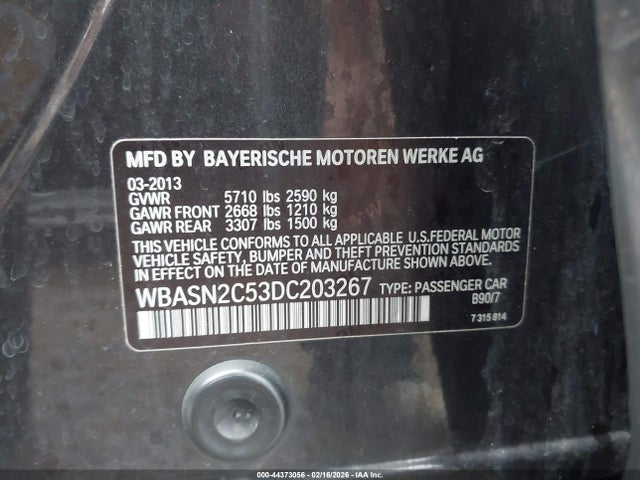 MFD BY BAYERISCHE MOTOREN WERKE AG
03-2013
GVWR 5710 lbs 2590 kg
GAWR FRONT 2668 lbs 1210 kg
GAWR REAR 3307 lbs 1500 kg
THIS VEHICLE CONFORMS TO ALL APPLICABLE U.S.FEDERAL MOTOR
VEHICLE SAFETY, BUMPER AND THEFT PREVENTION STANDARDS
IN EFFECT ON THE DATE OF MANUFACTURE SHOWN ABOVE.
WBASN2C53DC203267 TYPE: PASSENGER CAR
B90/7
7 315 814
000-44373056 - 02/16/2026 - IAA Inc.